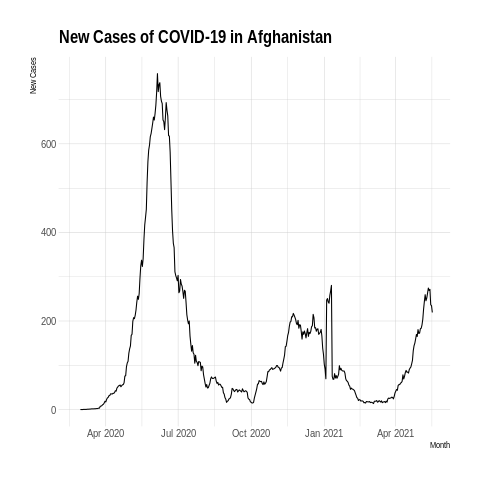 New Cases of COVID-19 in Afghanistan
New Cases
600
400
200
0
Apr 2020 Jul 2020 Oct 2020 Jan 2021 Apr 2021
Month